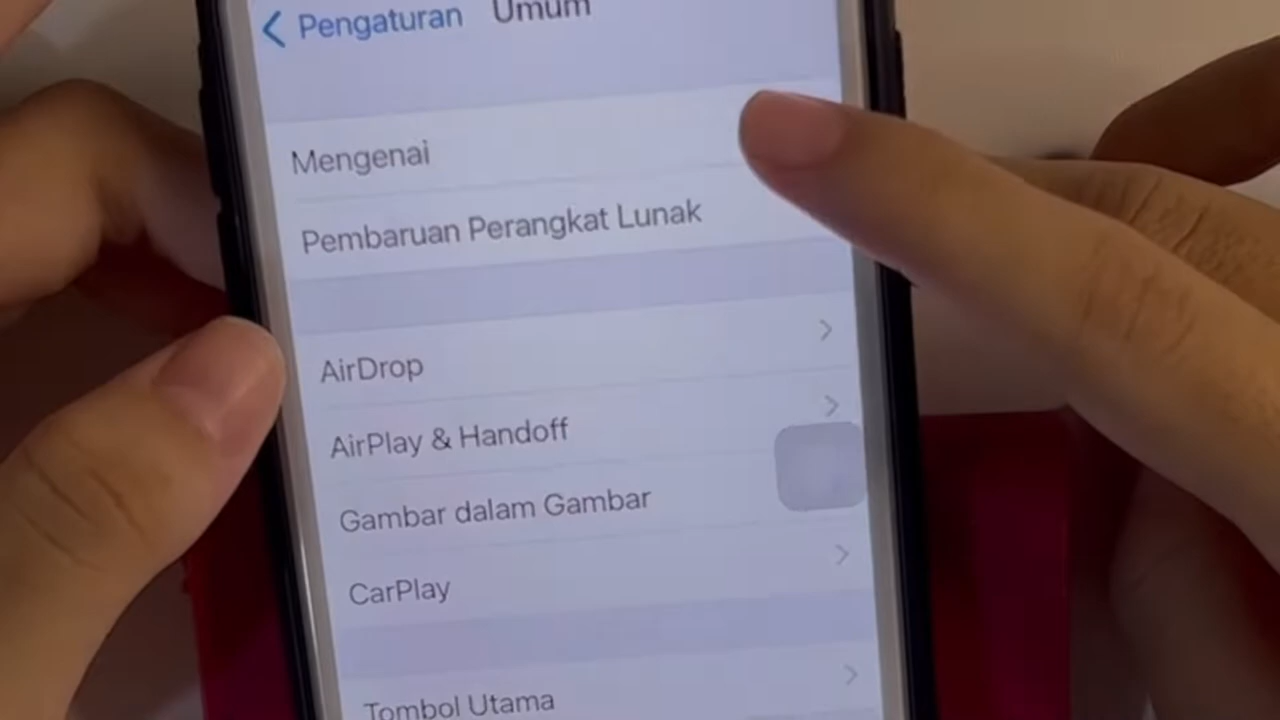 Pengaturan Umum
Mengenai
Pembaruan Perangkat Lunak
AirDrop
AirPlay & Handoff
Gambar dalam Gambar
CarPlay
Tombol Utama